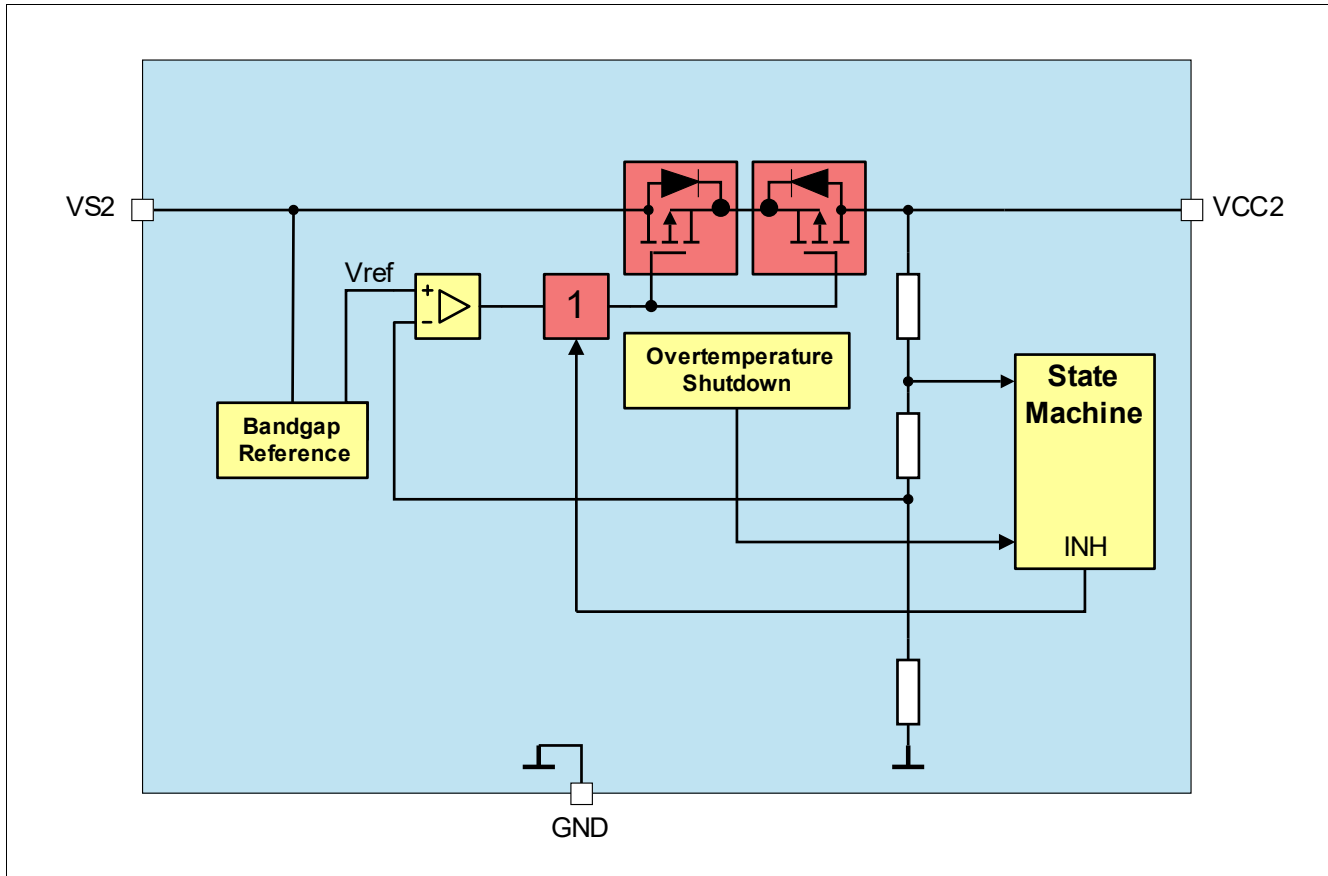 VS2
VCC2
Vref
+
-
1
Overtemperature
Shutdown
State
Machine
Bandgap
Reference
INH
GND